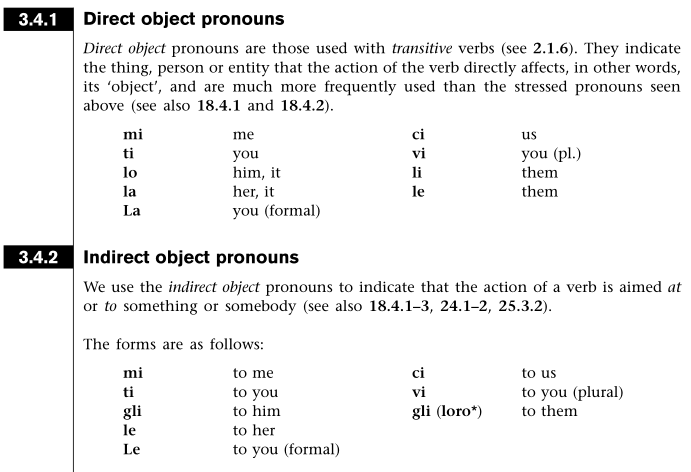 3.4.1 Direct object pronouns
Direct object pronouns are those used with transitive verbs (see 2.1.6). They indicate
the thing, person or entity that the action of the verb directly affects, in other words,
its ‘object’, and are much more frequently used than the stressed pronouns seen
above (see also 18.4.1 and 18.4.2).
mi me ci us
ti you vi you (pl.)
lo him, it li them
la her, it le them
La you (formal)
3.4.2 Indirect object pronouns
We use the indirect object pronouns to indicate that the action of a verb is aimed at
or to something or somebody (see also 18.4.1–3, 24.1–2, 25.3.2).
The forms are as follows:
mi to me ci to us
ti to you vi to you (plural)
gli to him gli (loro*) to them
le to her
Le to you (formal)